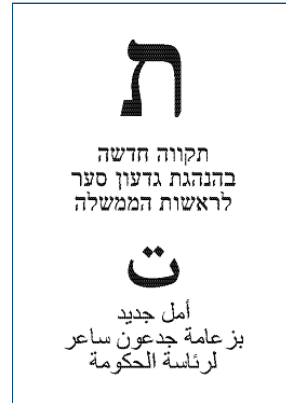 ת
תקווה חדשה
בהנהגת גדעון סער
לראשות הממשלה
ت
أمل جديد
بزعامة جدعون ساعر
لرئاسة الحكومة